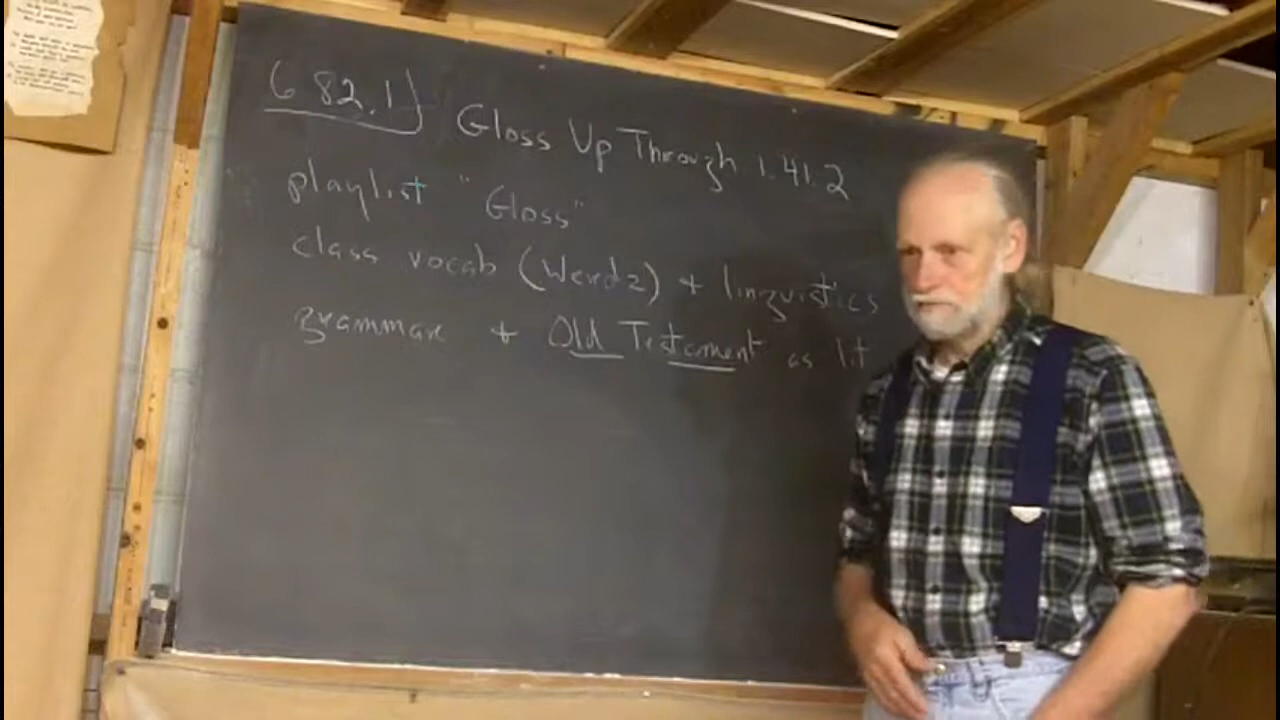 6 82.1) Gloss Up Through 1.41.2
playlist "Gloss"
class vocab (Werdz) + linguistics
grammar + Old Testament as lit